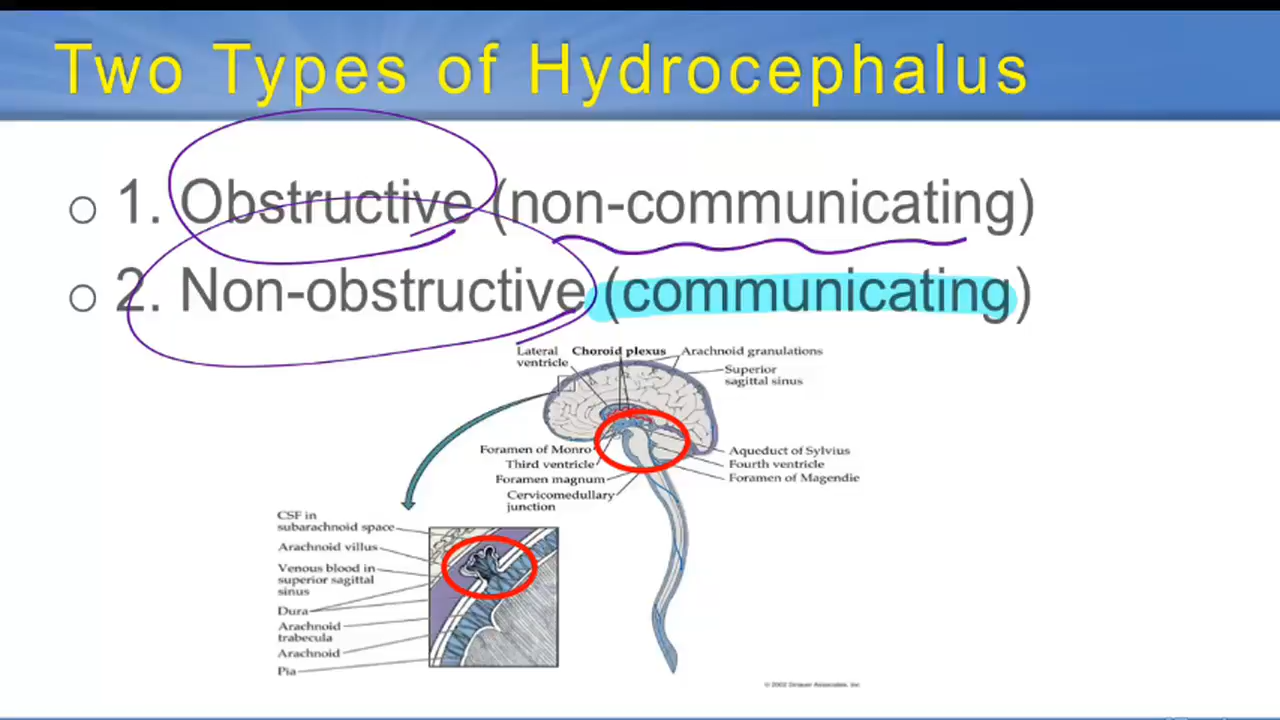 Two Types of Hydrocephalus
1. Obstructive (non-communicating)
2. Non-obstructive (communicating)
Lateral ventricle
Choroid plexus
Arachnoid granulations
Superior sagittal sinus
Foramen of Monro
Third ventricle
Foramen magnum
Cervicomedullary junction
Aqueduct of Sylvius
Fourth ventricle
Foramen of Magendie
CSF in
subarachnoid space
Arachnoid villus
Venous blood in
superior sagittal
sinus
Dura
Arachnoid
trabecula
Arachnoid
Pia
© 2002 Sinauer Associates, Inc.